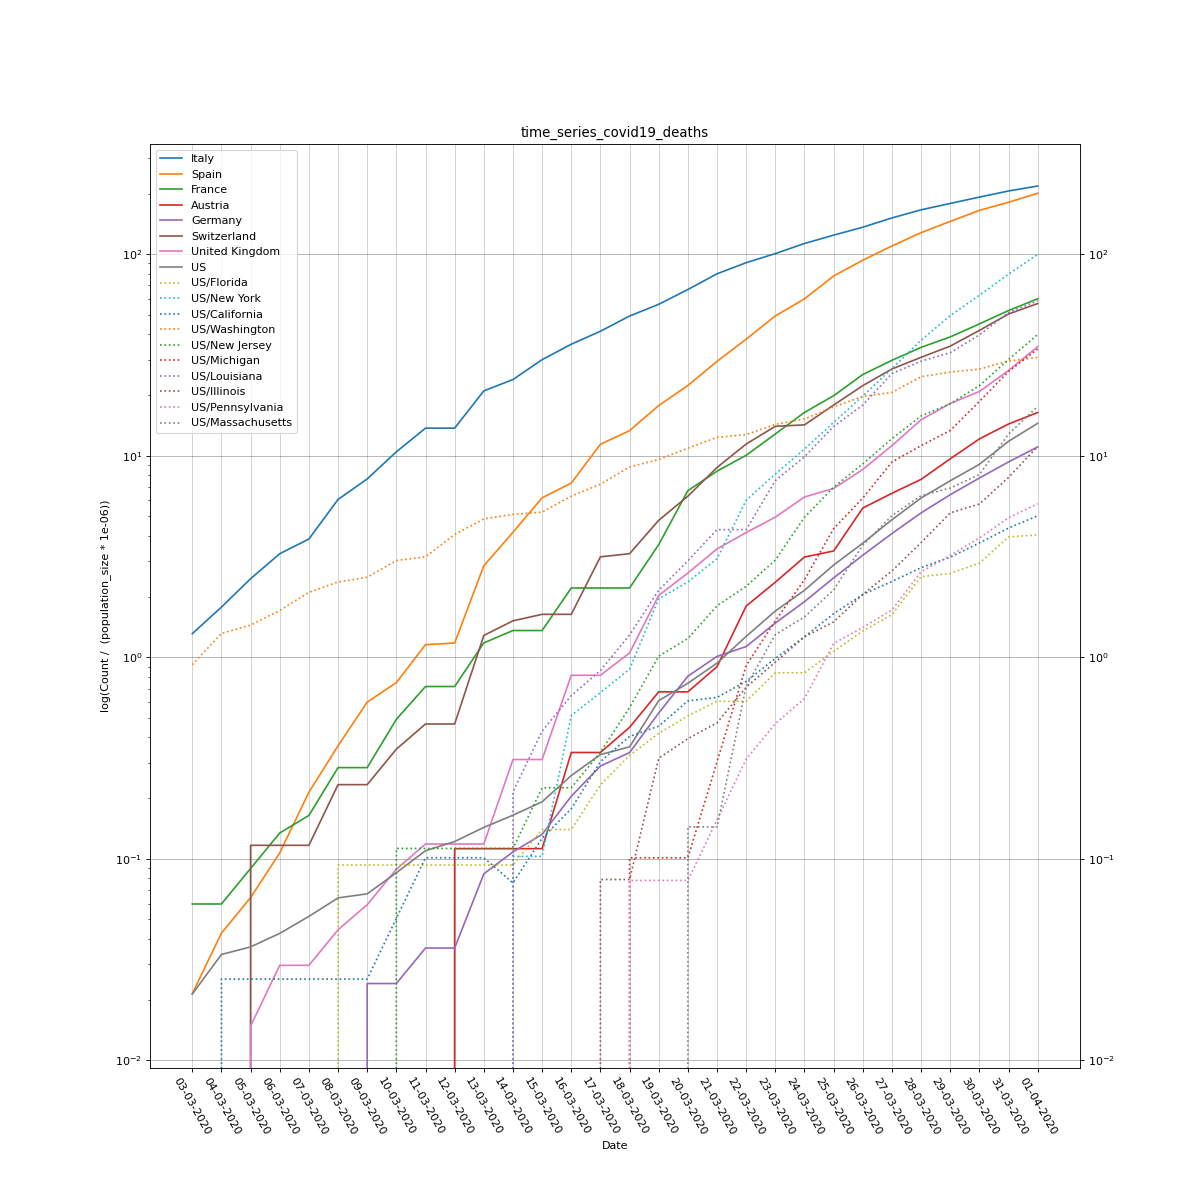 time_series_covid19_deaths
Italy
Spain
France
Austria
Germany
Switzerland
United Kingdom
US
US/Florida
US/New York
US/California
US/Washington
US/New Jersey
US/Michigan
US/Louisiana
US/Illinois
US/Pennsylvania
US/Massachusetts
log(Count / (population_size * 1e-06))
10²
10¹
10⁰
10⁻¹
10⁻²
10²
10¹
10⁰
10⁻¹
10⁻²
03-03-2020
04-03-2020
05-03-2020
06-03-2020
07-03-2020
08-03-2020
09-03-2020
10-03-2020
11-03-2020
12-03-2020
13-03-2020
14-03-2020
15-03-2020
16-03-2020
17-03-2020
18-03-2020
19-03-2020
20-03-2020
21-03-2020
22-03-2020
23-03-2020
24-03-2020
25-03-2020
26-03-2020
27-03-2020
28-03-2020
29-03-2020
30-03-2020
31-03-2020
01-04-2020
Date